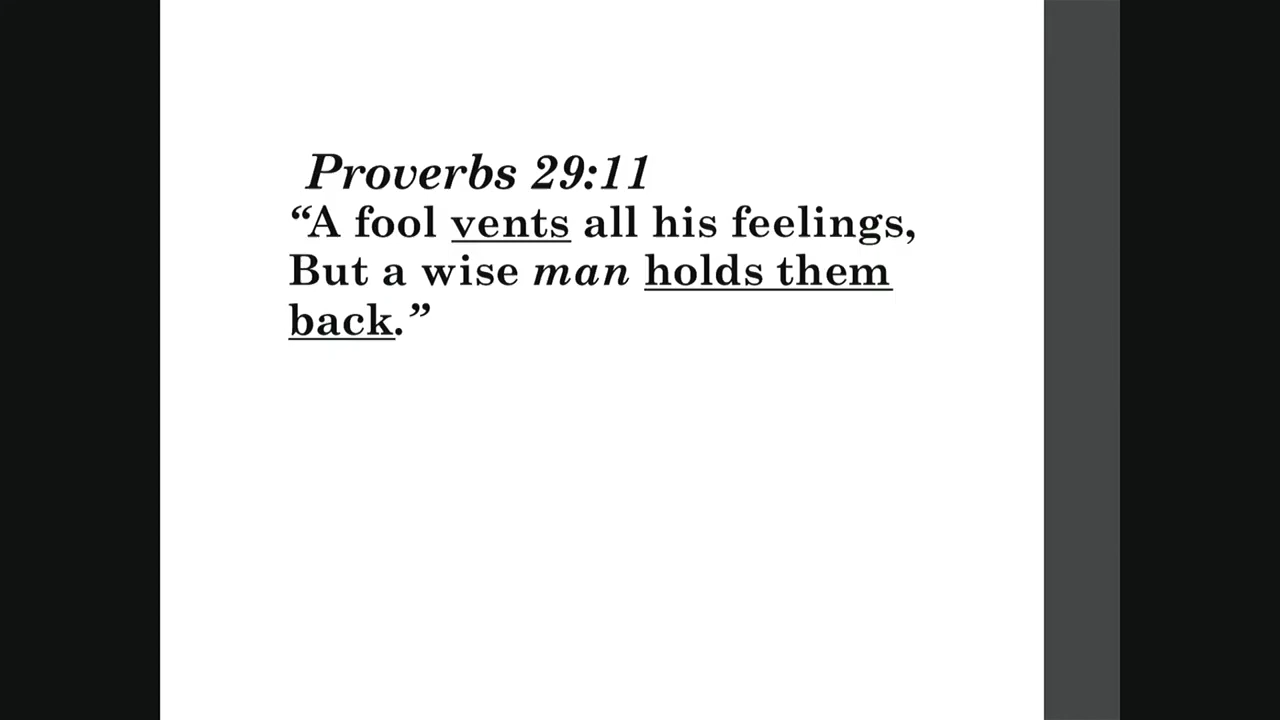 Proverbs 29:11
“A fool vents all his feelings,
But a wise man holds them
back.”